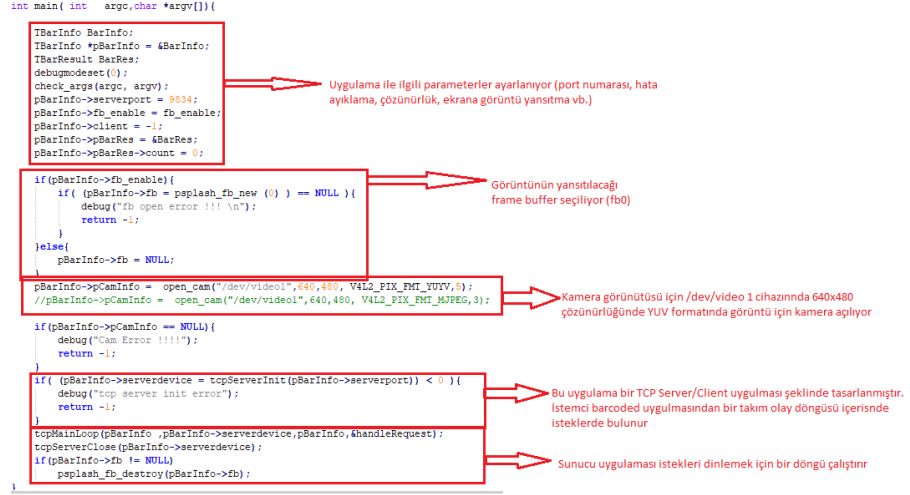 int main( int   argc,char *argv[]){
TBarInfo BarInfo;
TBarInfo *pBarInfo = &BarInfo;
TBarResult BarRes;
debugmodeset(0);
check_args(argc, argv);
pBarInfo->serverport = 9834;
pBarInfo->fb_enable = fb_enable;
pBarInfo->client = -1;
pBarInfo->pBarRes = &BarRes;
pBarInfo->pBarRes->count = 0;
Uygulama ile ilgili parameterler ayarlanıyor (port numarası, hata
ayıklama, çözünürlük, ekrana görüntü yansıtma vb.)
if(pBarInfo->fb_enable){
if( (pBarInfo->fb = psplash_fb_new (0) ) == NULL ){
debug("fb open error !!! \n");
return -1;
}
}else{
pBarInfo->fb = NULL;
}
Görüntünün yansıtılacağı
frame buffer seçiliyor (fb0)
pBarInfo->pCamInfo =  open_cam("/dev/video1",640,480, V4L2_PIX_FMT_YUYV,5);
//pBarInfo->pCamInfo =  open_cam("/dev/video1",640,480, V4L2_PIX_FMT_MJPEG,3);
Kamera görünütüsü için /dev/video 1 cihazınnda 640x480
çözünürlüğünde YUV formatında görüntü için kamera açılıyor
if(pBarInfo->pCamInfo == NULL){
debug("Cam Error !!!!");
return -1;
}
if( (pBarInfo->serverdevice = tcpServerInit(pBarInfo->serverport)) < 0 ){
debug("tcp server init error");
return -1;
}
Bu uygulama bir TCP Server/Client uygulması şeklinde tasarlanmıştır.
İstemci barcoded uygulmasından bir takım olay döngüsü içerisnde
isteklerde bulunur
tcpMainLoop(pBarInfo ,pBarInfo->serverdevice,pBarInfo,&handleRequest);
tcpServerClose(pBarInfo->serverdevice);
if(pBarInfo->fb != NULL)
psplash_fb_destroy(pBarInfo->fb);
Sunucu uygulaması istekleri dinlemek için bir döngü çalıştırır
}